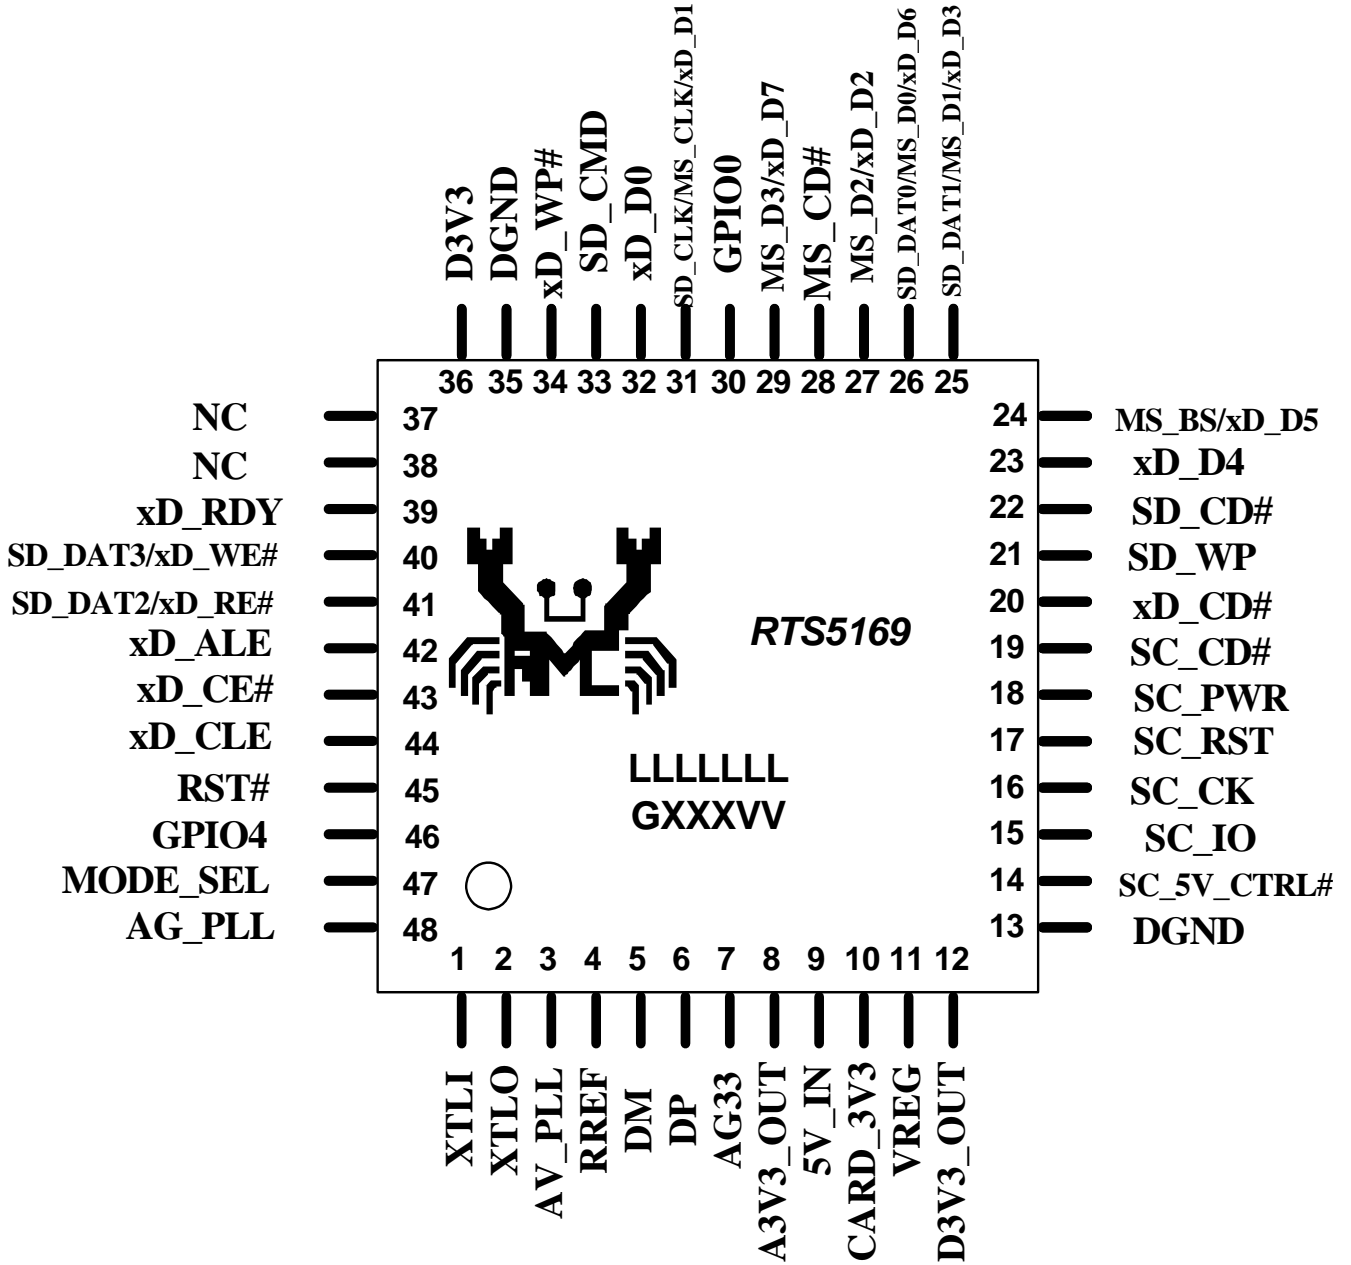 D3V3
DGND
xD_WP#
SD_CMD
xD_D0
SD_CLK/MS_CLK/xD_D1
GPIO0
MS_D3/xD_D7
MS_CD#
MS_D2/xD_D2
SD_DAT0/MS_D0/xD_D6
SD_DAT1/MS_D1/xD_D3
36 35 34 33 32 31 30 29 28 27 26 25
NC 37
NC 38
xD_RDY 39
SD_DAT3/xD_WE# 40
SD_DAT2/xD_RE# 41
xD_ALE 42
xD_CE# 43
xD_CLE 44
RST# 45
GPIO4 46
MODE_SEL 47
AG_PLL 48
RTS5169
LLLLLLL
GXXXVV
24 MS_BS/xD_D5
23 xD_D4
22 SD_CD#
21 SD_WP
20 xD_CD#
19 SC_CD#
18 SC_PWR
17 SC_RST
16 SC_CK
15 SC_IO
14 SC_5V_CTRL#
13 DGND
1 2 3 4 5 6 7 8 9 10 11 12
XTLI
XTLO
AV_PLL
RREF
DM
DP
AG33
A3V3_OUT
5V_IN
CARD_3V3
VREG
D3V3_OUT